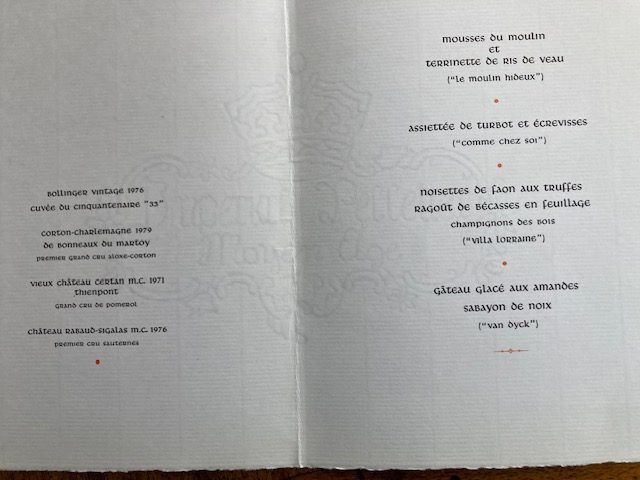 Bollinger Vintage 1976
Cuvée du Cinquantenaire "33"
Corton-Charlemagne 1979
de Bonneau du Martoy
Premier Grand Cru Aloxe-Corton
Vieux Château Certan M.C. 1971
Thienpont
Grand Cru de Pomerol
Château Rabaud-Sigalas M.C. 1976
Premier Cru Sauternes
Mousses du Moulin
et
Terrinette de Ris de Veau
("Le Moulin Hideux")
Assiettée de Turbot et Écrevisses
("Comme Chez Soi")
Noisettes de Faon aux Truffes
Ragoût de Bécasses en Feuillage
Champignons des Bois
("Villa Lorraine")
Gâteau Glacé aux Amandes
Sabayon de Noix
("Van Dyck")